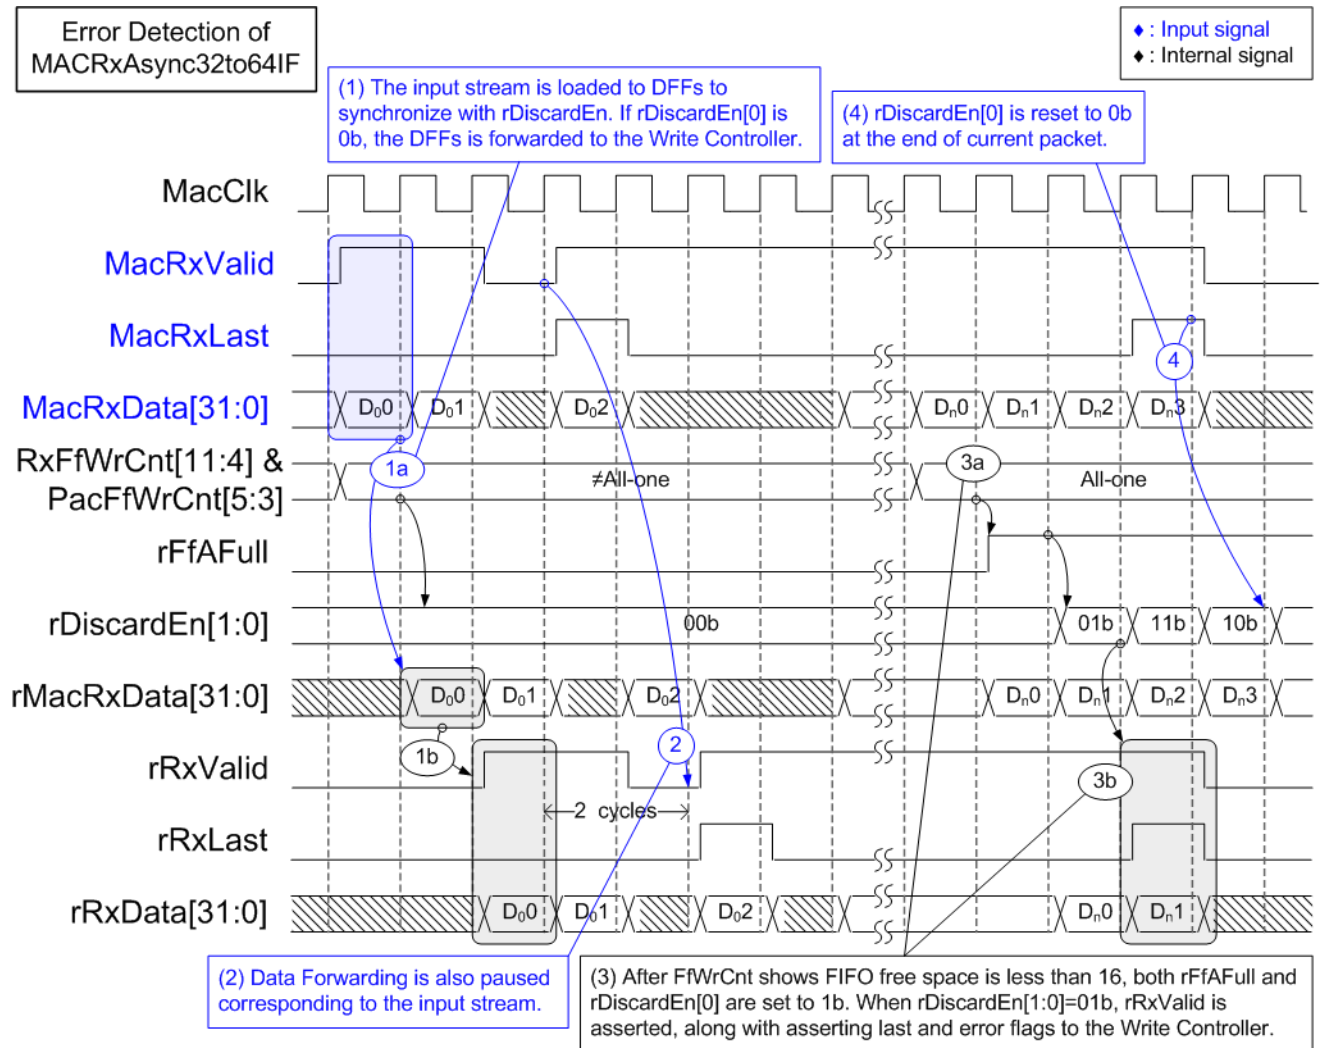 Error Detection of
MACRxAsync32to64IF
♦ : Input signal
♦ : Internal signal
(1) The input stream is loaded to DFFs to
synchronize with rDiscardEn. If rDiscardEn[0] is
0b, the DFFs is forwarded to the Write Controller.
(4) rDiscardEn[0] is reset to 0b
at the end of current packet.
MacClk
MacRxValid
MacRxLast
4
MacRxData[31:0]
D₀0 D₀1 D₀2 Dₙ0 Dₙ1 Dₙ2 Dₙ3
RxFfWrCnt[11:4] &
PacFfWrCnt[5:3]
1a ≠All-one 3a All-one
rFfAFull
rDiscardEn[1:0]
00b 01b 11b 10b
rMacRxData[31:0]
D₀0 D₀1 D₀2 Dₙ0 Dₙ1 Dₙ2 Dₙ3
1b 2 3b
rRxValid
2 cycles
rRxLast
rRxData[31:0]
D₀0 D₀1 D₀2 Dₙ0 Dₙ1
(2) Data Forwarding is also paused
corresponding to the input stream.
(3) After FfWrCnt shows FIFO free space is less than 16, both rFfAFull and
rDiscardEn[0] are set to 1b. When rDiscardEn[1:0]=01b, rRxValid is
asserted, along with asserting last and error flags to the Write Controller.